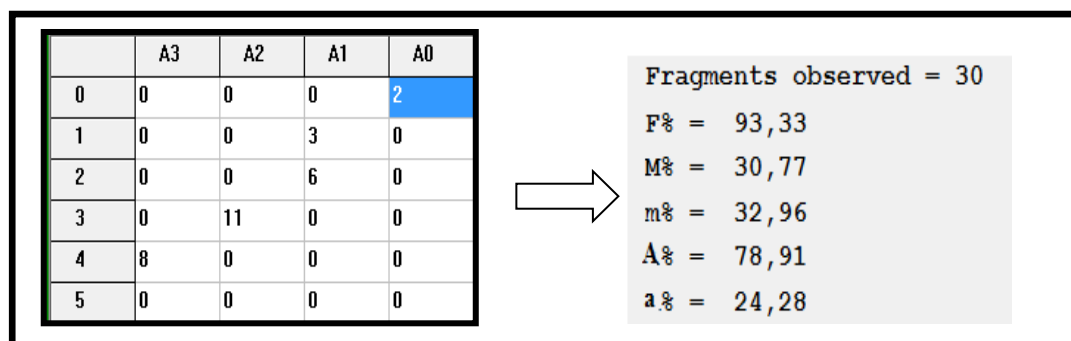 A3 A2 A1 A0
0 0 0 0 2
1 0 0 3 0
2 0 0 6 0
3 0 11 0 0
4 8 0 0 0
5 0 0 0 0
Fragments observed = 30
F% = 93,33
M% = 30,77
m% = 32,96
A% = 78,91
a.% = 24,28